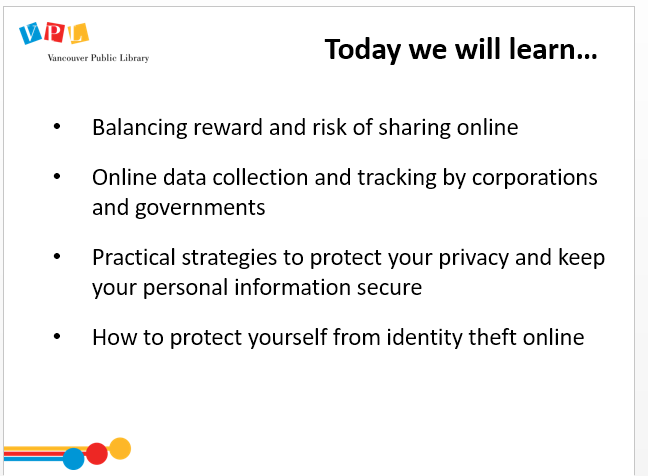 VPL
Vancouver Public Library
Today we will learn...
• Balancing reward and risk of sharing online
• Online data collection and tracking by corporations
and governments
• Practical strategies to protect your privacy and keep
your personal information secure
• How to protect yourself from identity theft online